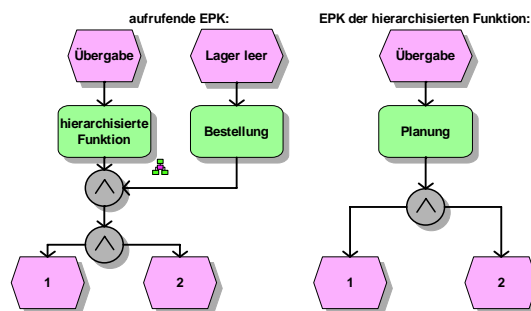 aufrufende EPK:
EPK der hierarchisierten Funktion:
Übergabe
Lager leer
Übergabe
hierarchisierte
Funktion
Bestellung
Planung
1
2
1
2